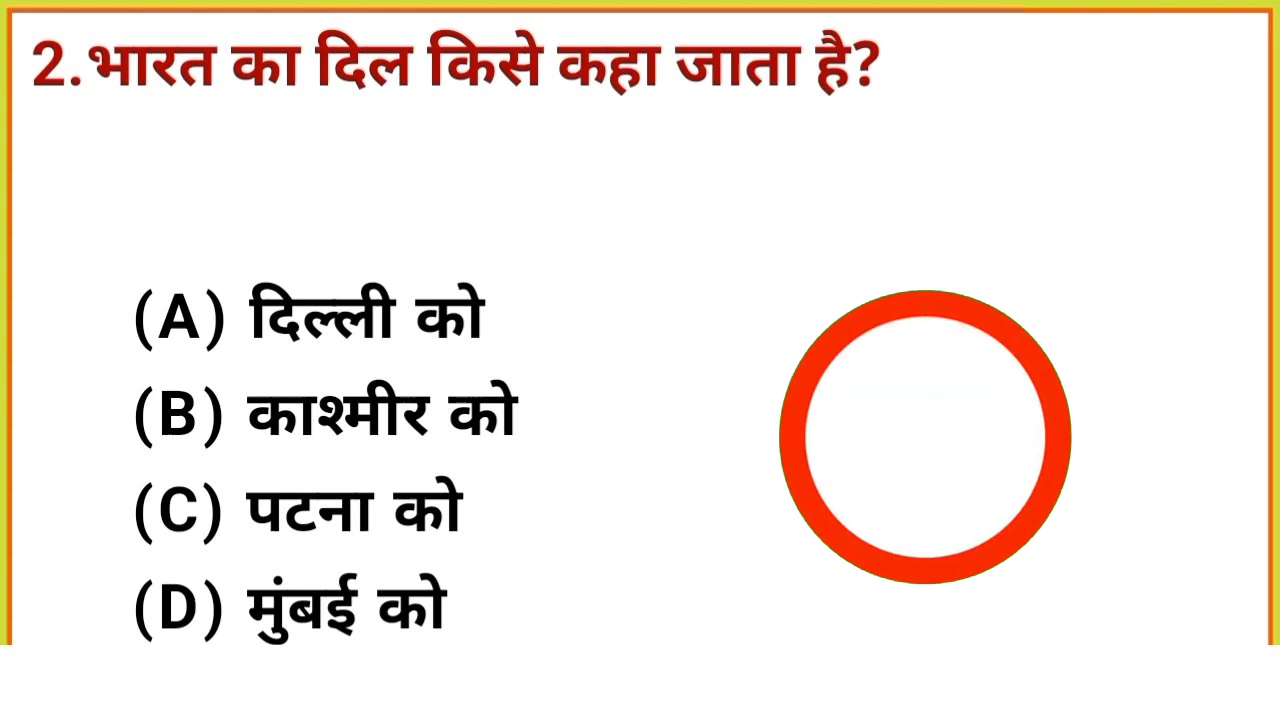 2.भारत का दिल किसे कहा जाता है?
(A) दिल्ली को
(B) काश्मीर को
(C) पटना को
(D) मुंबई को